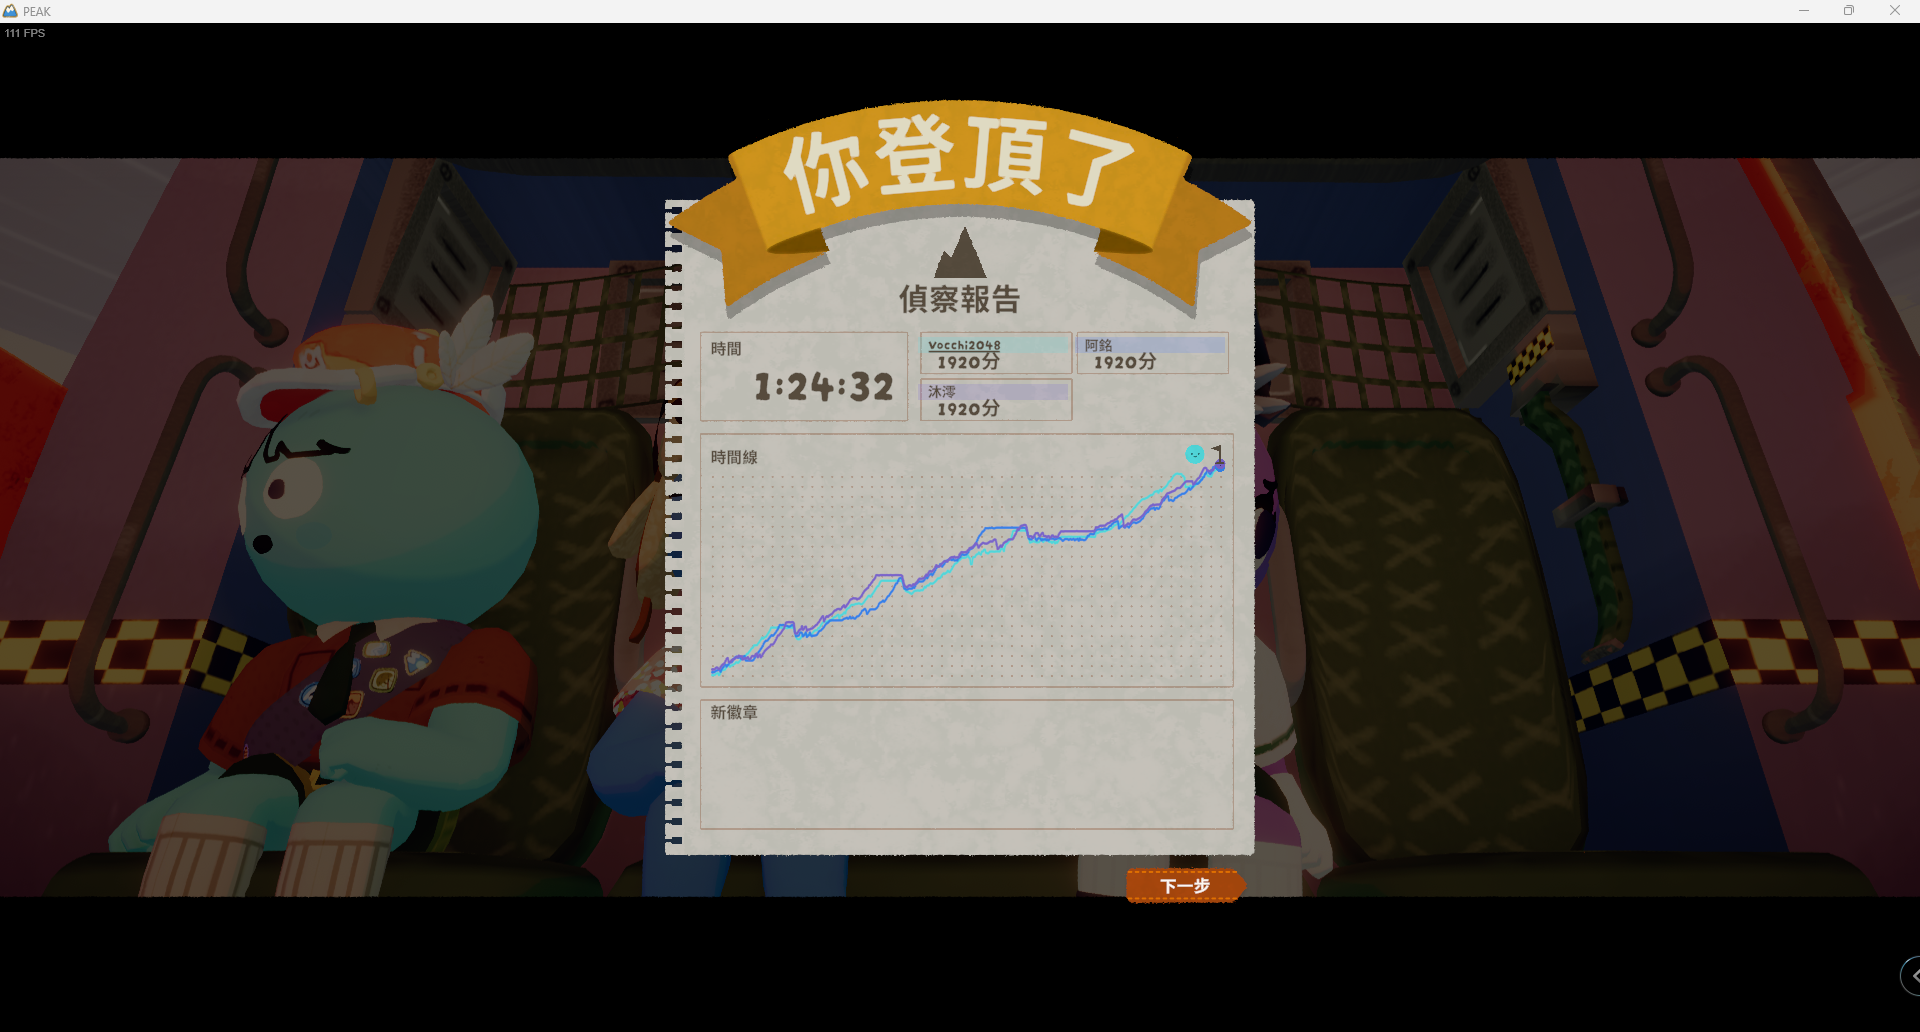 PEAK
111 FPS
你登頂了
偵察報告
時間
1:24:32
Vocchi2048
1920分
阿銘
1920分
沐澪
1920分
時間線
新徽章
下一步